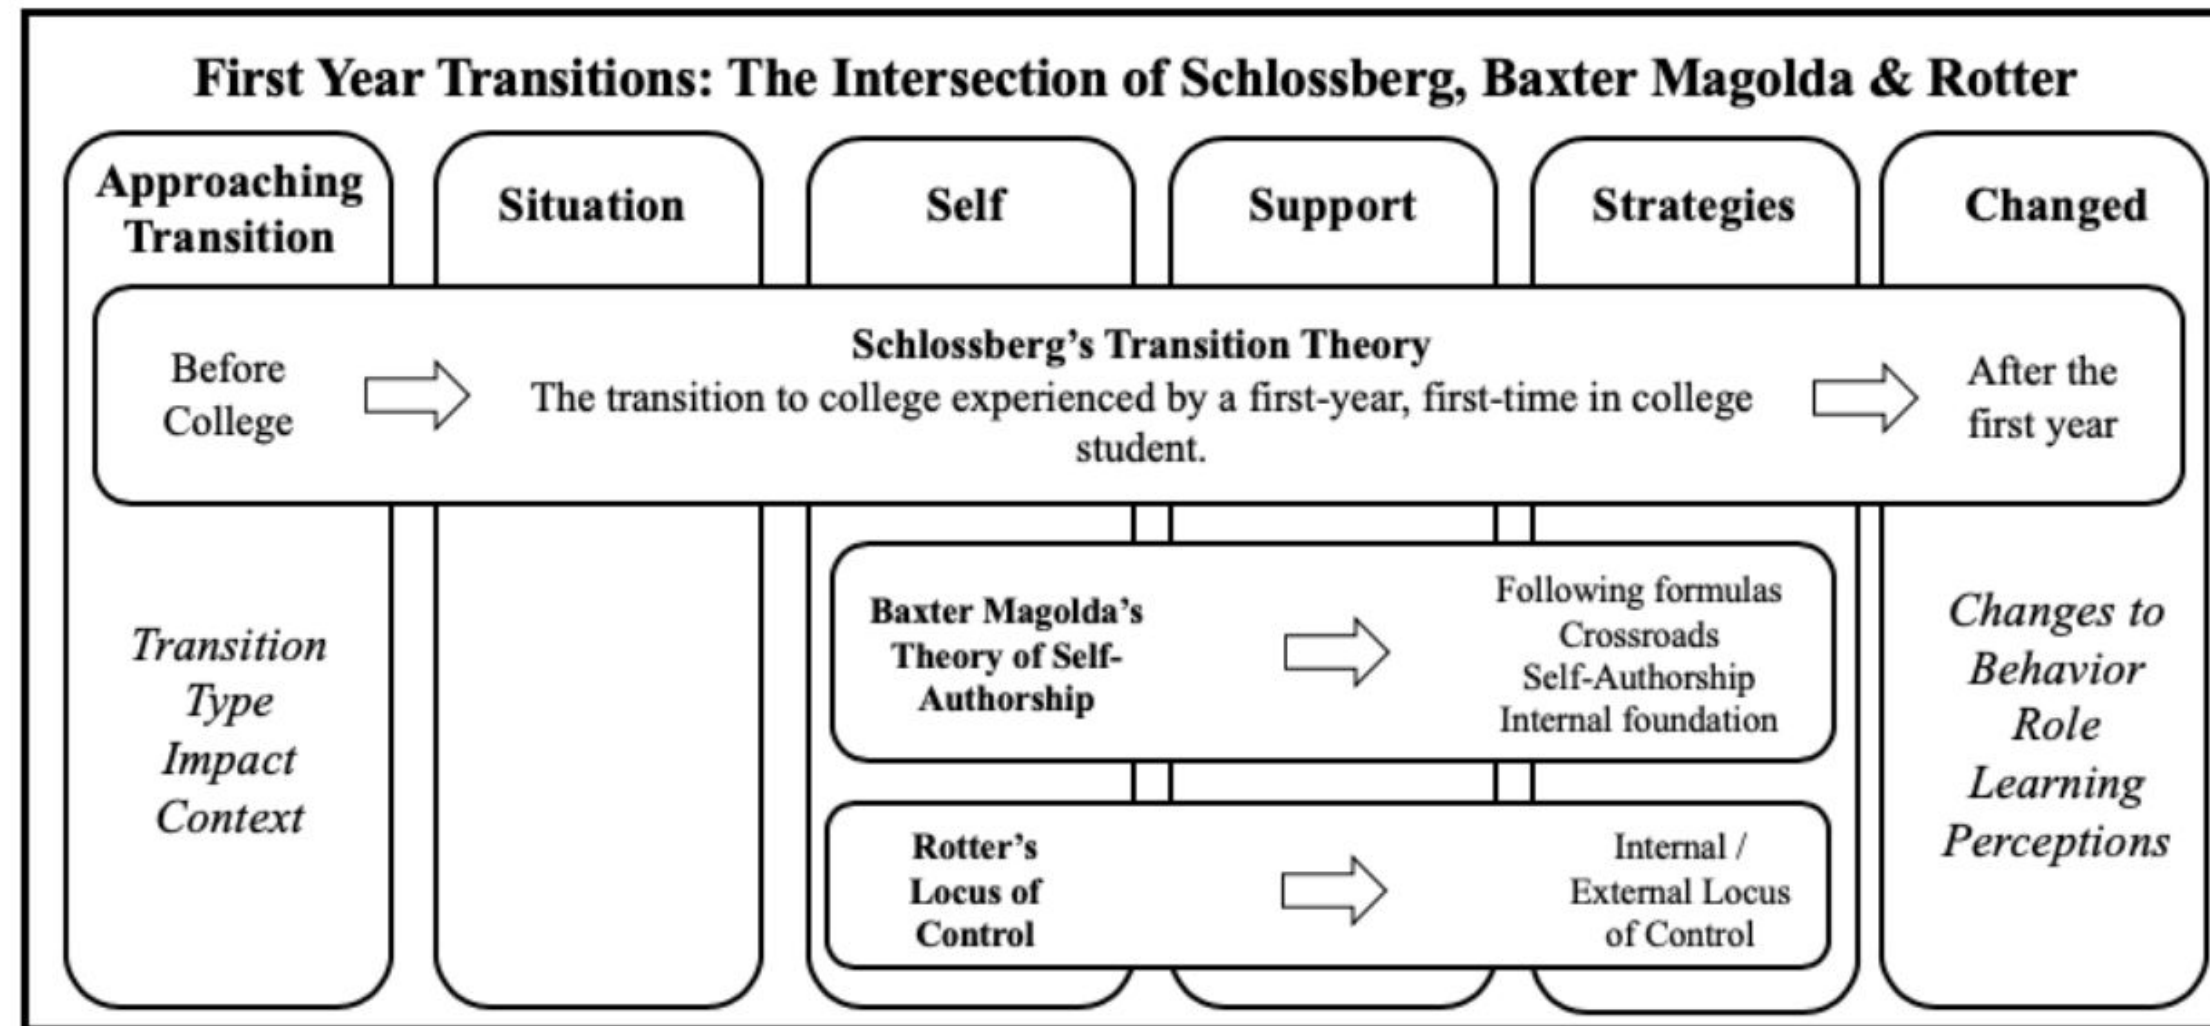 First Year Transitions: The Intersection of Schlossberg, Baxter Magolda & Rotter
Approaching
Transition
Situation
Self
Support
Strategies
Changed
Before
College
Schlossberg’s Transition Theory
The transition to college experienced by a first-year, first-time in college
student.
After the
first year
Transition
Type
Impact
Context
Baxter Magolda’s
Theory of Self-
Authorship
Following formulas
Crossroads
Self-Authorship
Internal foundation
Rotter’s
Locus of
Control
Internal /
External Locus
of Control
Changes to
Behavior
Role
Learning
Perceptions